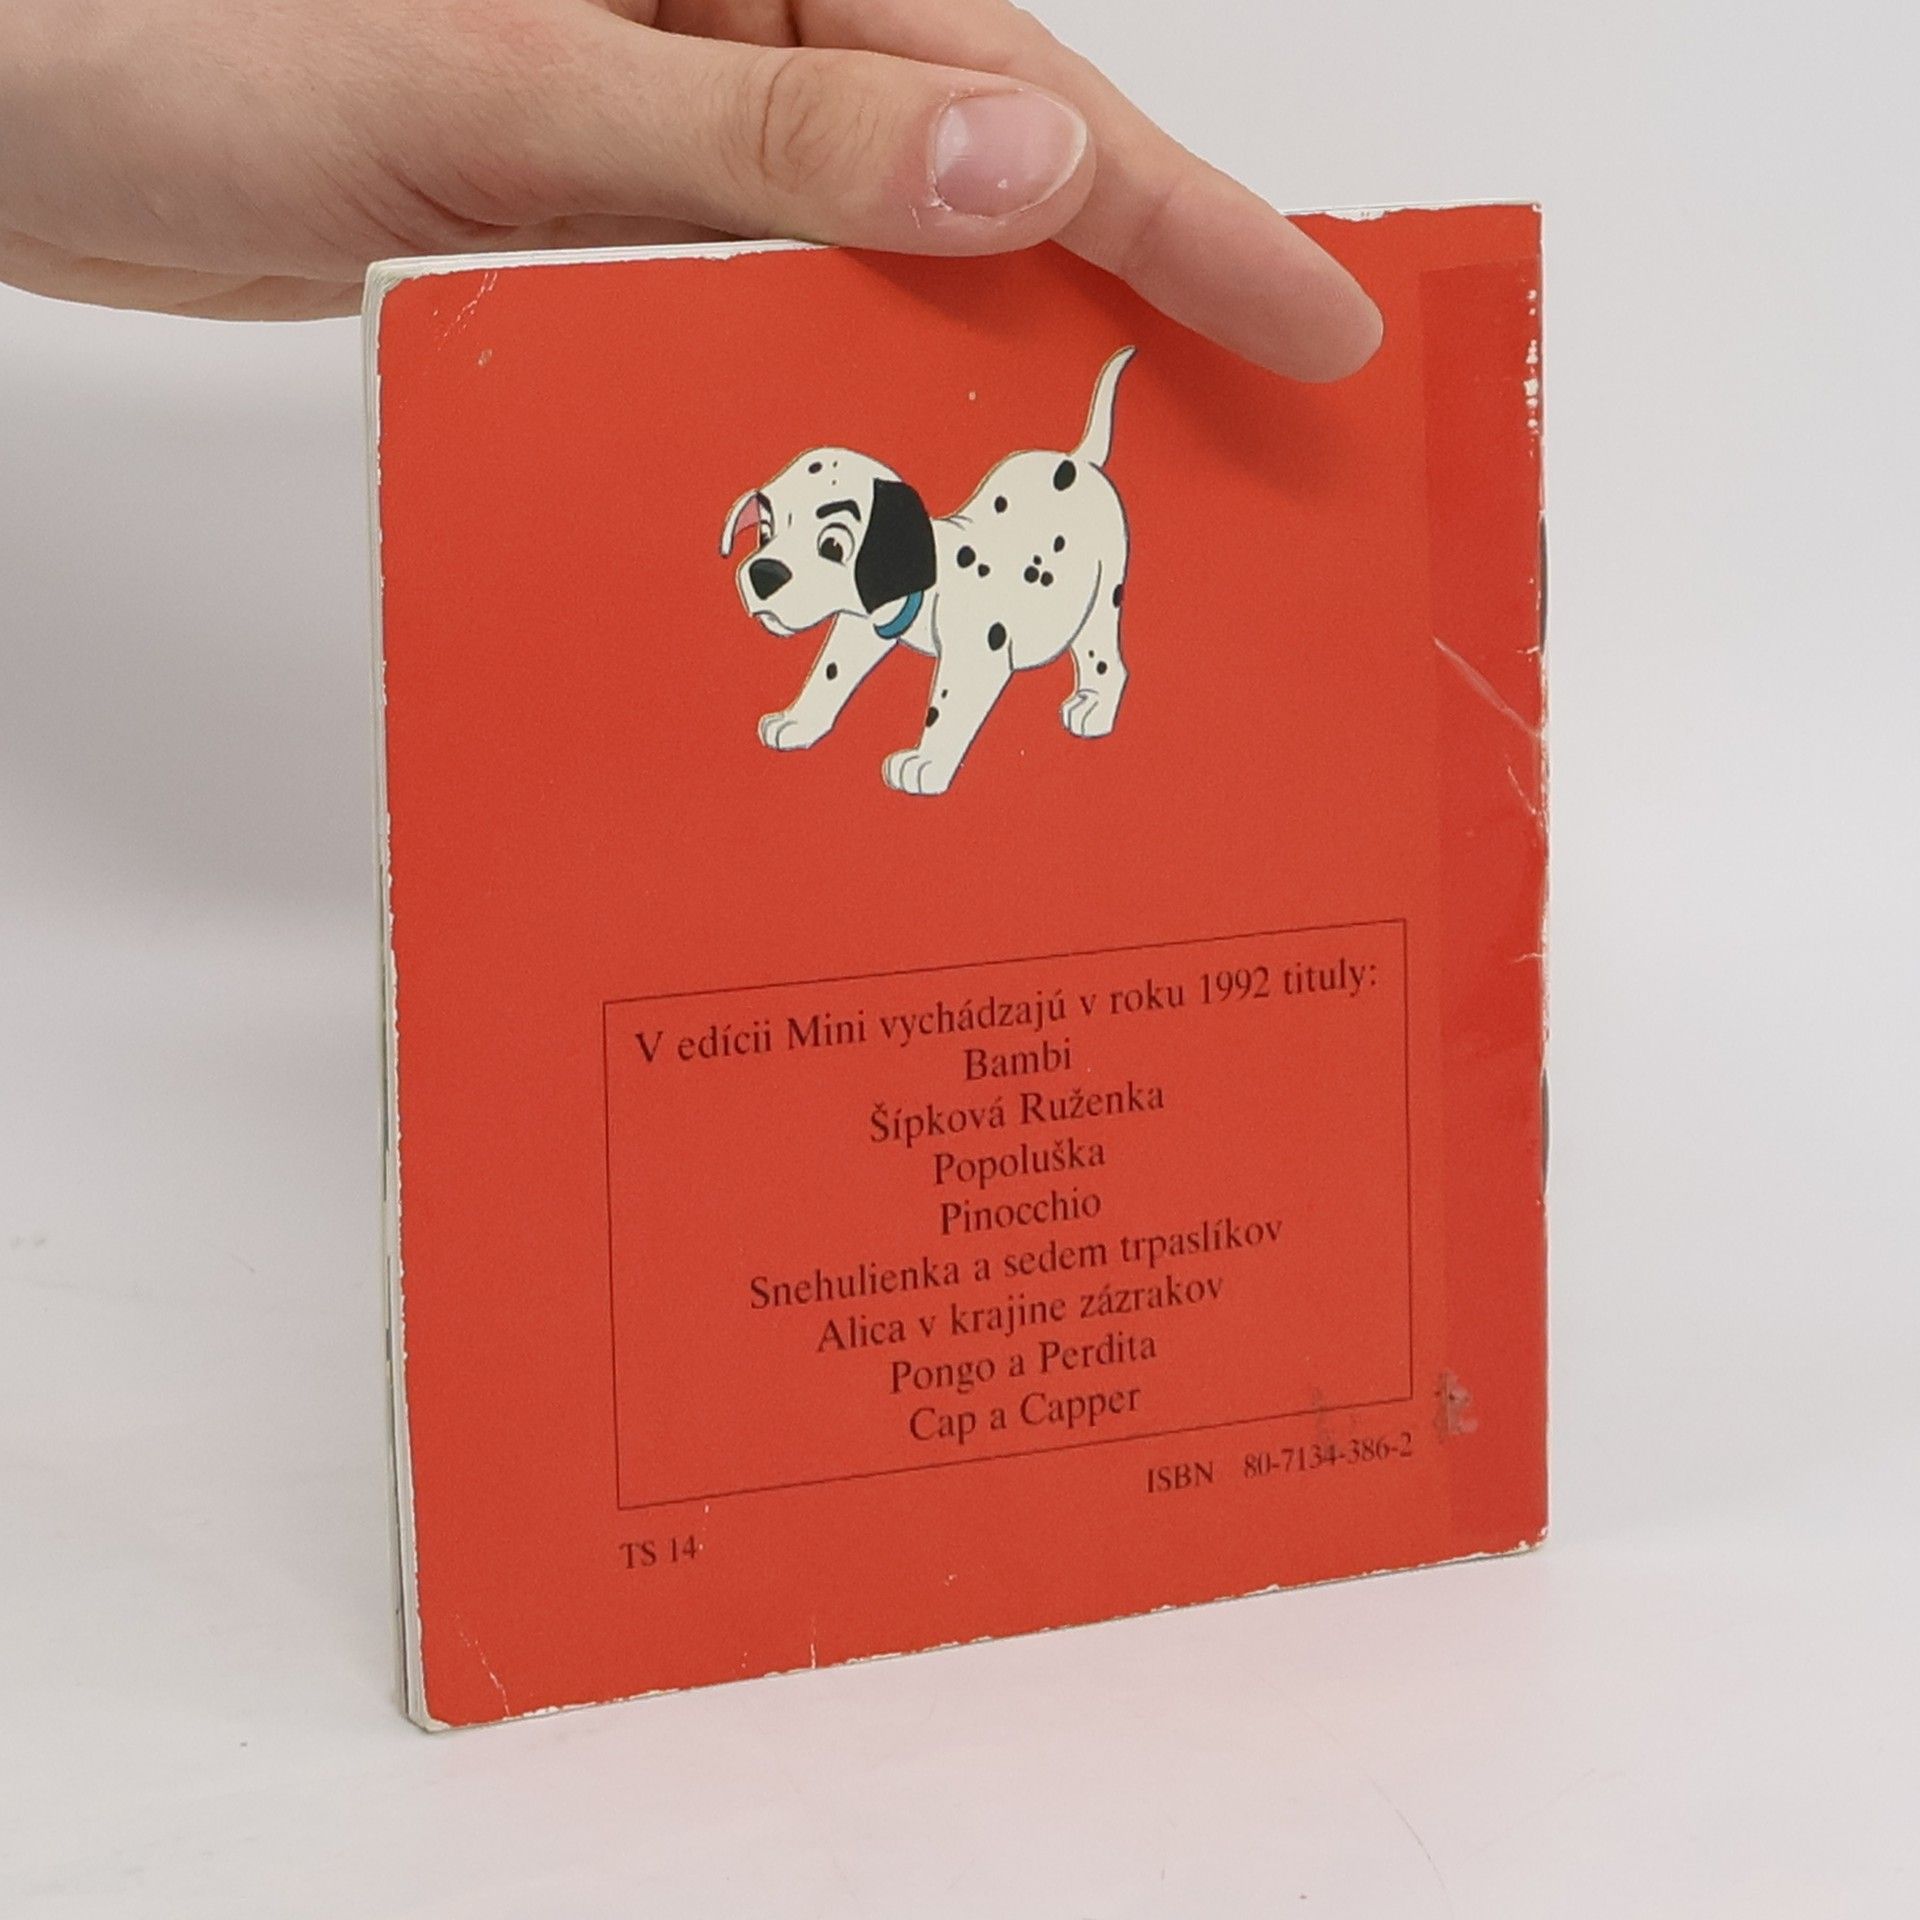 V edícii Mini vychádzajú v roku 1992 tituly:
Bambi
Šípková Ruženka
Popoluška
Pinocchio
Snehulienka a sedem trpaslíkov
Alica v krajine zázrakov
Pongo a Perdita
Cap a Capper
ISBN 80-7134-386-2
TS 14